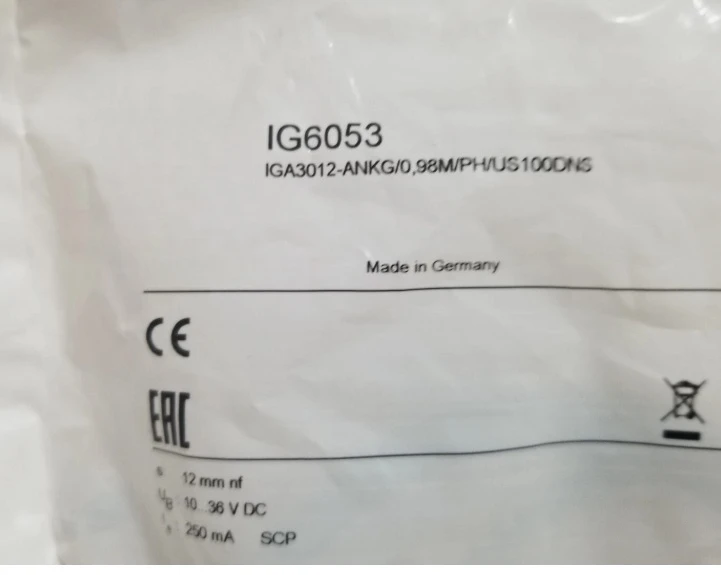 IG6053
IGA3012-ANKG/0,98M/PH/US100DNS
Made in Germany
CE
EAC
s 12 mm nf
UB 10...36 V DC
250 mA SCP